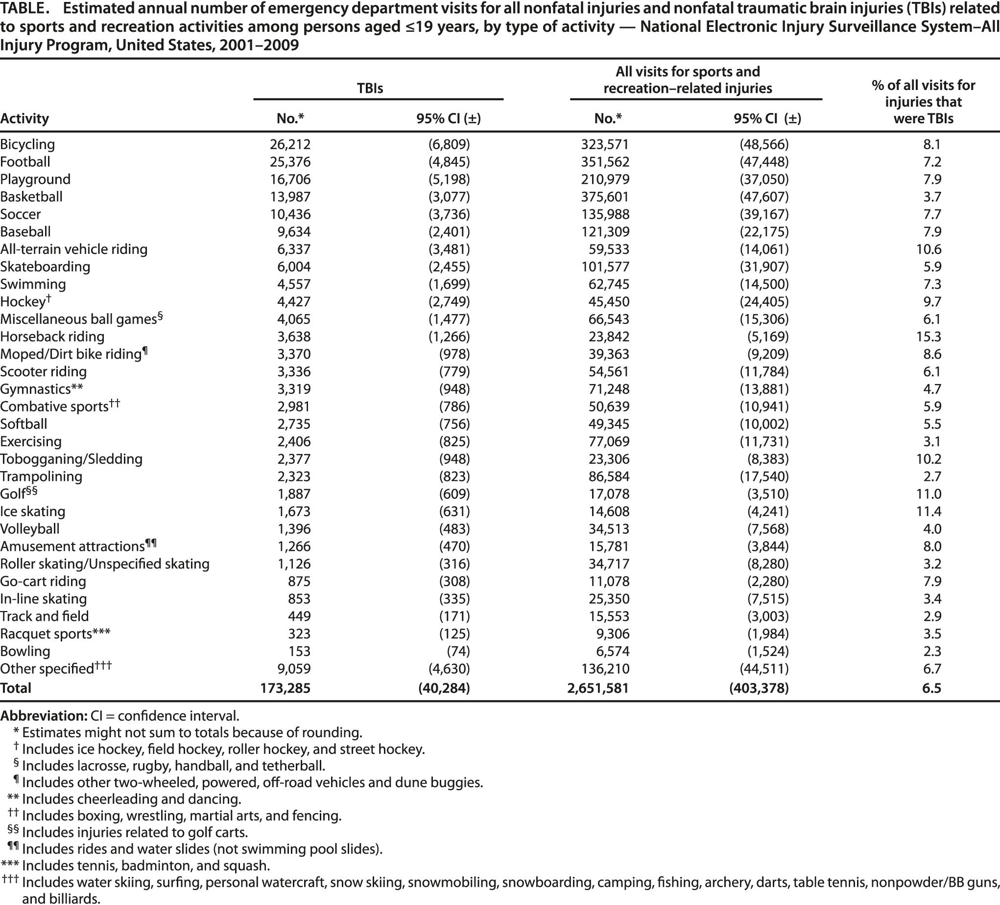 TABLE. Estimated annual number of emergency department visits for all nonfatal injuries and nonfatal traumatic brain injuries (TBIs) related
to sports and recreation activities among persons aged ≤19 years, by type of activity — National Electronic Injury Surveillance System–All
Injury Program, United States, 2001–2009
TBIs
All visits for sports and
recreation–related injuries
% of all visits for
injuries that
were TBIs
Activity No.* 95% CI (±) No.* 95% CI (±)
Bicycling 26,212 (6,809) 323,571 (48,566) 8.1
Football 25,376 (4,845) 351,562 (47,448) 7.2
Playground 16,706 (5,198) 210,979 (37,050) 7.9
Basketball 13,987 (3,077) 375,601 (47,607) 3.7
Soccer 10,436 (3,736) 135,988 (39,167) 7.7
Baseball 9,634 (2,401) 121,309 (22,175) 7.9
All-terrain vehicle riding 6,337 (3,481) 59,533 (14,061) 10.6
Skateboarding 6,004 (2,455) 101,577 (31,907) 5.9
Swimming 4,557 (1,699) 62,745 (14,500) 7.3
Hockey† 4,427 (2,749) 45,450 (24,405) 9.7
Miscellaneous ball games§ 4,065 (1,477) 66,543 (15,306) 6.1
Horseback riding 3,638 (1,266) 23,842 (5,169) 15.3
Moped/Dirt bike riding¶ 3,370 (978) 39,363 (9,209) 8.6
Scooter riding 3,336 (779) 54,561 (11,784) 6.1
Gymnastics** 3,319 (948) 71,248 (13,881) 4.7
Combative sports†† 2,981 (786) 50,639 (10,941) 5.9
Softball 2,735 (756) 49,345 (10,002) 5.5
Exercising 2,406 (825) 77,069 (11,731) 3.1
Tobogganing/Sledding 2,377 (948) 23,306 (8,383) 10.2
Trampolining 2,323 (823) 86,584 (17,540) 2.7
Golf§§ 1,887 (609) 17,078 (3,510) 11.0
Ice skating 1,673 (631) 14,608 (4,241) 11.4
Volleyball 1,396 (483) 34,513 (7,568) 4.0
Amusement attractions¶¶ 1,266 (470) 15,781 (3,844) 8.0
Roller skating/Unspecified skating 1,126 (316) 34,717 (8,280) 3.2
Go-cart riding 875 (308) 11,078 (2,280) 7.9
In-line skating 853 (335) 25,350 (7,515) 3.4
Track and field 449 (171) 15,553 (3,003) 2.9
Racquet sports*** 323 (125) 9,306 (1,984) 3.5
Bowling 153 (74) 6,574 (1,524) 2.3
Other specified††† 9,059 (4,630) 136,210 (44,511) 6.7
Total 173,285 (40,284) 2,651,581 (403,378) 6.5
Abbreviation: CI = confidence interval.
* Estimates might not sum to totals because of rounding.
† Includes ice hockey, field hockey, roller hockey, and street hockey.
§ Includes lacrosse, rugby, handball, and tetherball.
¶ Includes other two-wheeled, powered, off-road vehicles and dune buggies.
** Includes cheerleading and dancing.
†† Includes boxing, wrestling, martial arts, and fencing.
§§ Includes injuries related to golf carts.
¶¶ Includes rides and water slides (not swimming pool slides).
*** Includes tennis, badminton, and squash.
††† Includes water skiing, surfing, personal watercraft, snow skiing, snowmobiling, snowboarding, camping, fishing, archery, darts, table tennis, nonpowder/BB guns,
and billiards.